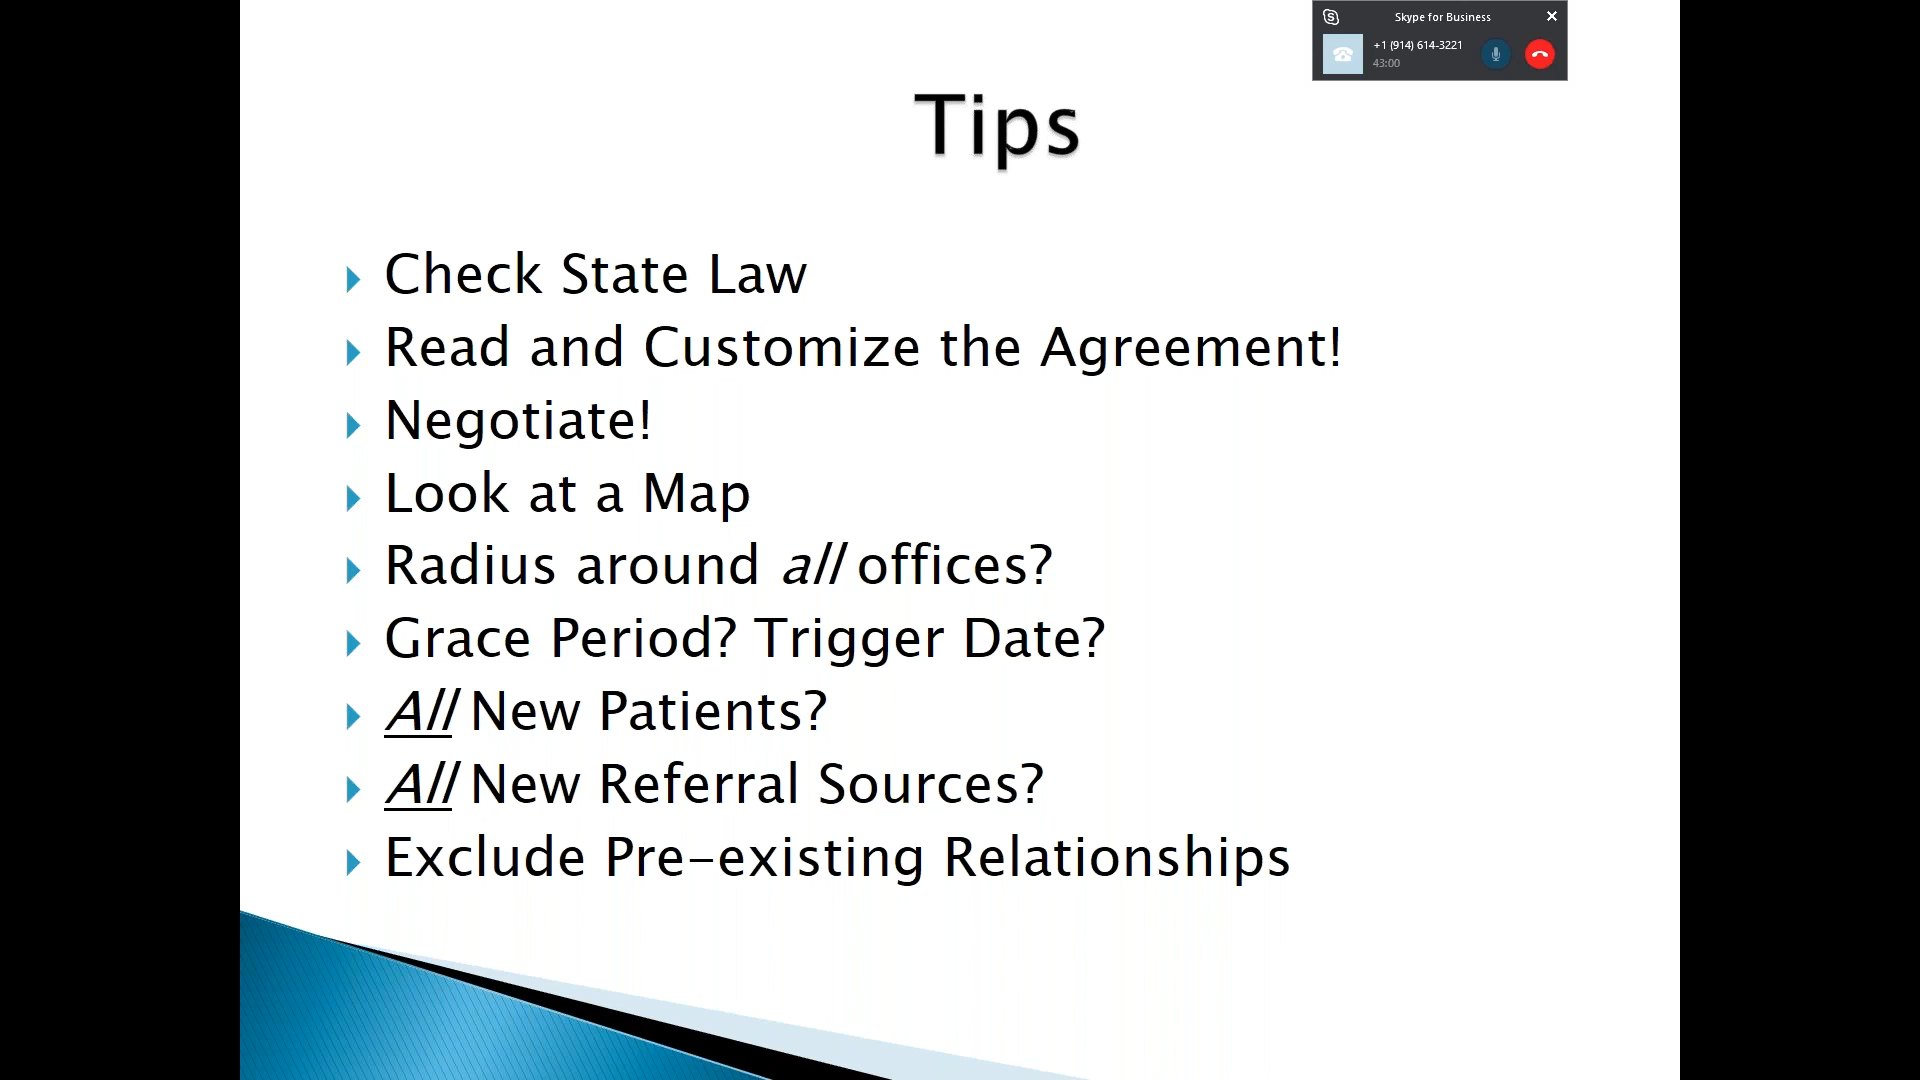 Skype for Business
+1 (914) 614-3221
43:00
Tips
Check State Law
Read and Customize the Agreement!
Negotiate!
Look at a Map
Radius around all offices?
Grace Period? Trigger Date?
All New Patients?
All New Referral Sources?
Exclude Pre-existing Relationships